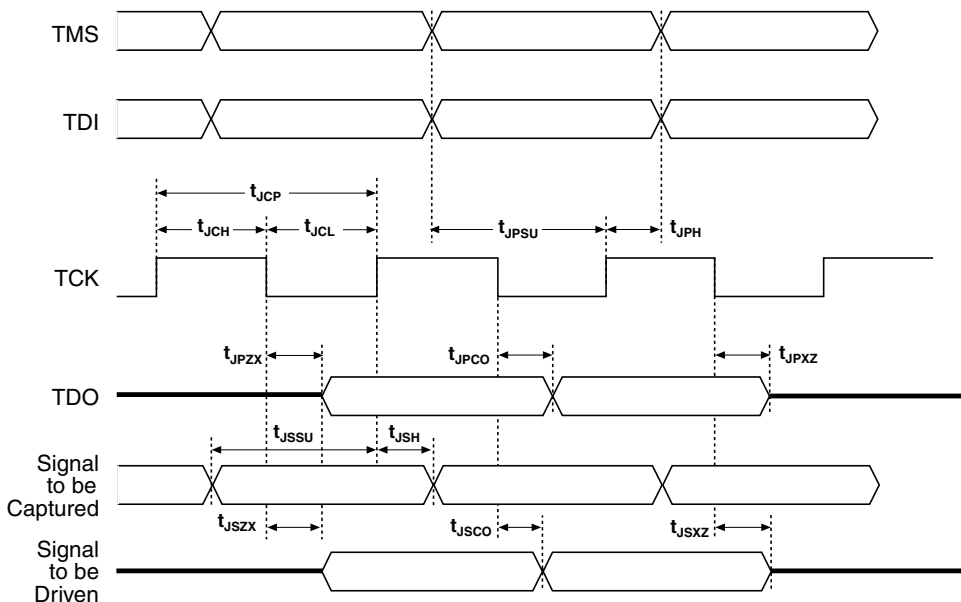 TMS
TDI
tJCP
tJCH
tJCL
tJPSU
tJPH
TCK
tJPZX
tJPCO
tJPXZ
TDO
tJSSU
tJSH
Signal
to be
Captured
tJSZX
tJSCO
tJSXZ
Signal
to be
Driven